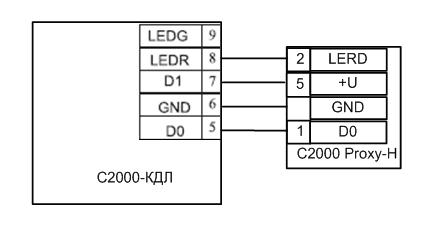 LEDG 9
LEDR 8 2 LERD
D1 7 5 +U
GND 6 GND
D0 5 1 D0
С2000-КДЛ
C2000 Proxy-H